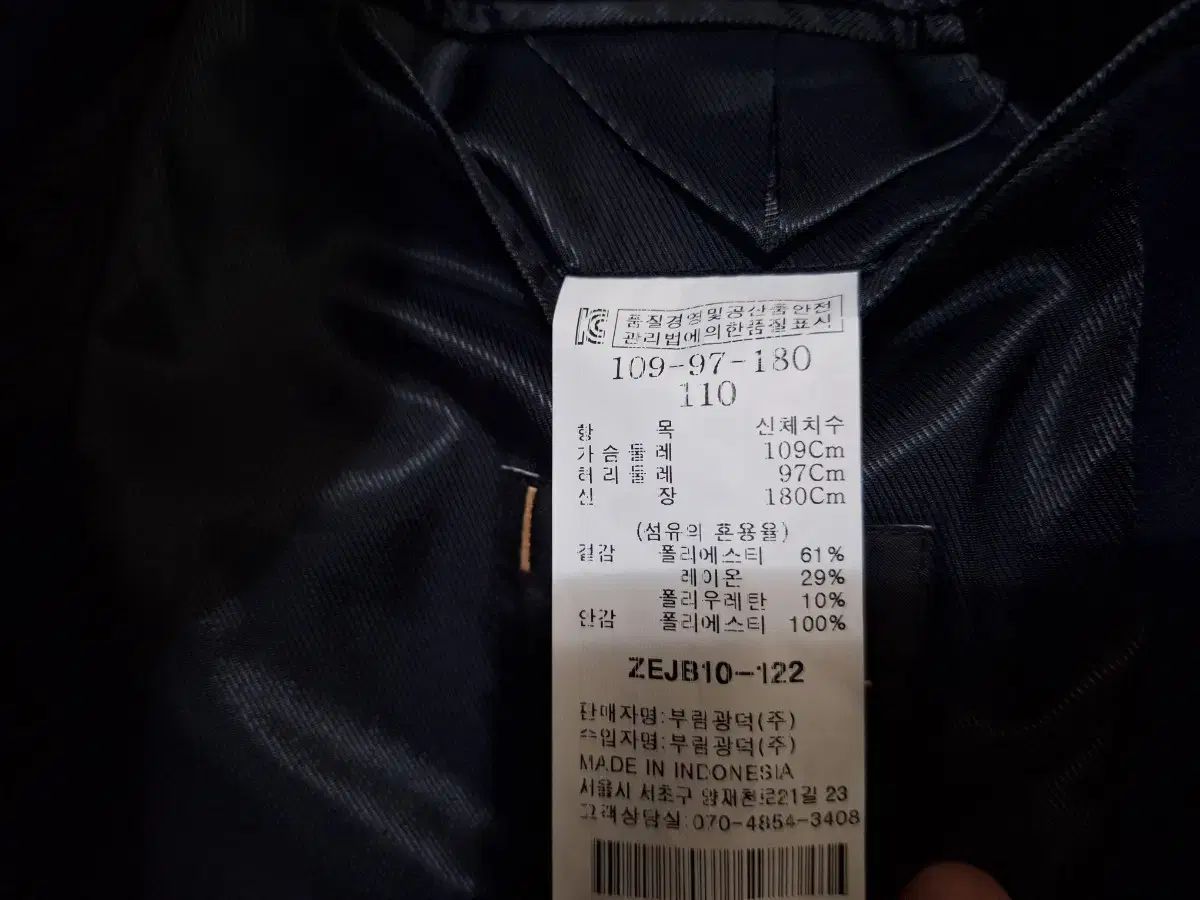 품질경영및공산품안전
관리법에의한품질표시
109-97-180
110
항 목 신체치수
가슴둘레 109Cm
허리둘레 97Cm
신 장 180Cm
(섬유의 혼용율)
겉감 폴리에스터 61%
레이온 29%
폴리우레탄 10%
안감 폴리에스터 100%
ZEJB10-122
판매자명:부림광덕(주)
수입자명:부림광덕(주)
MADE IN INDONESIA
서울시 서초구 양재천로21길 23
고객상담실:070-4854-3408